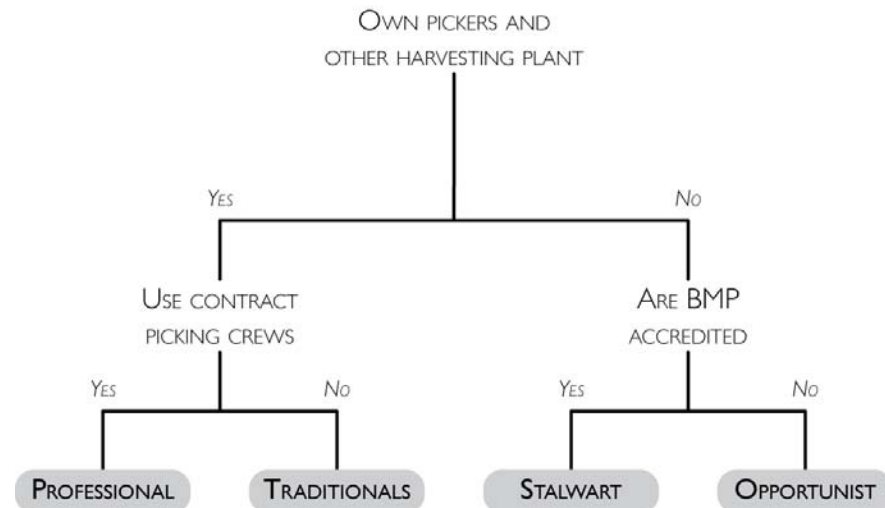 Own pickers and
other harvesting plant
Yes
No
Use contract
picking crews
Are BMP
accredited
Yes
No
Yes
No
Professional
Traditionals
Stalwart
Opportunist